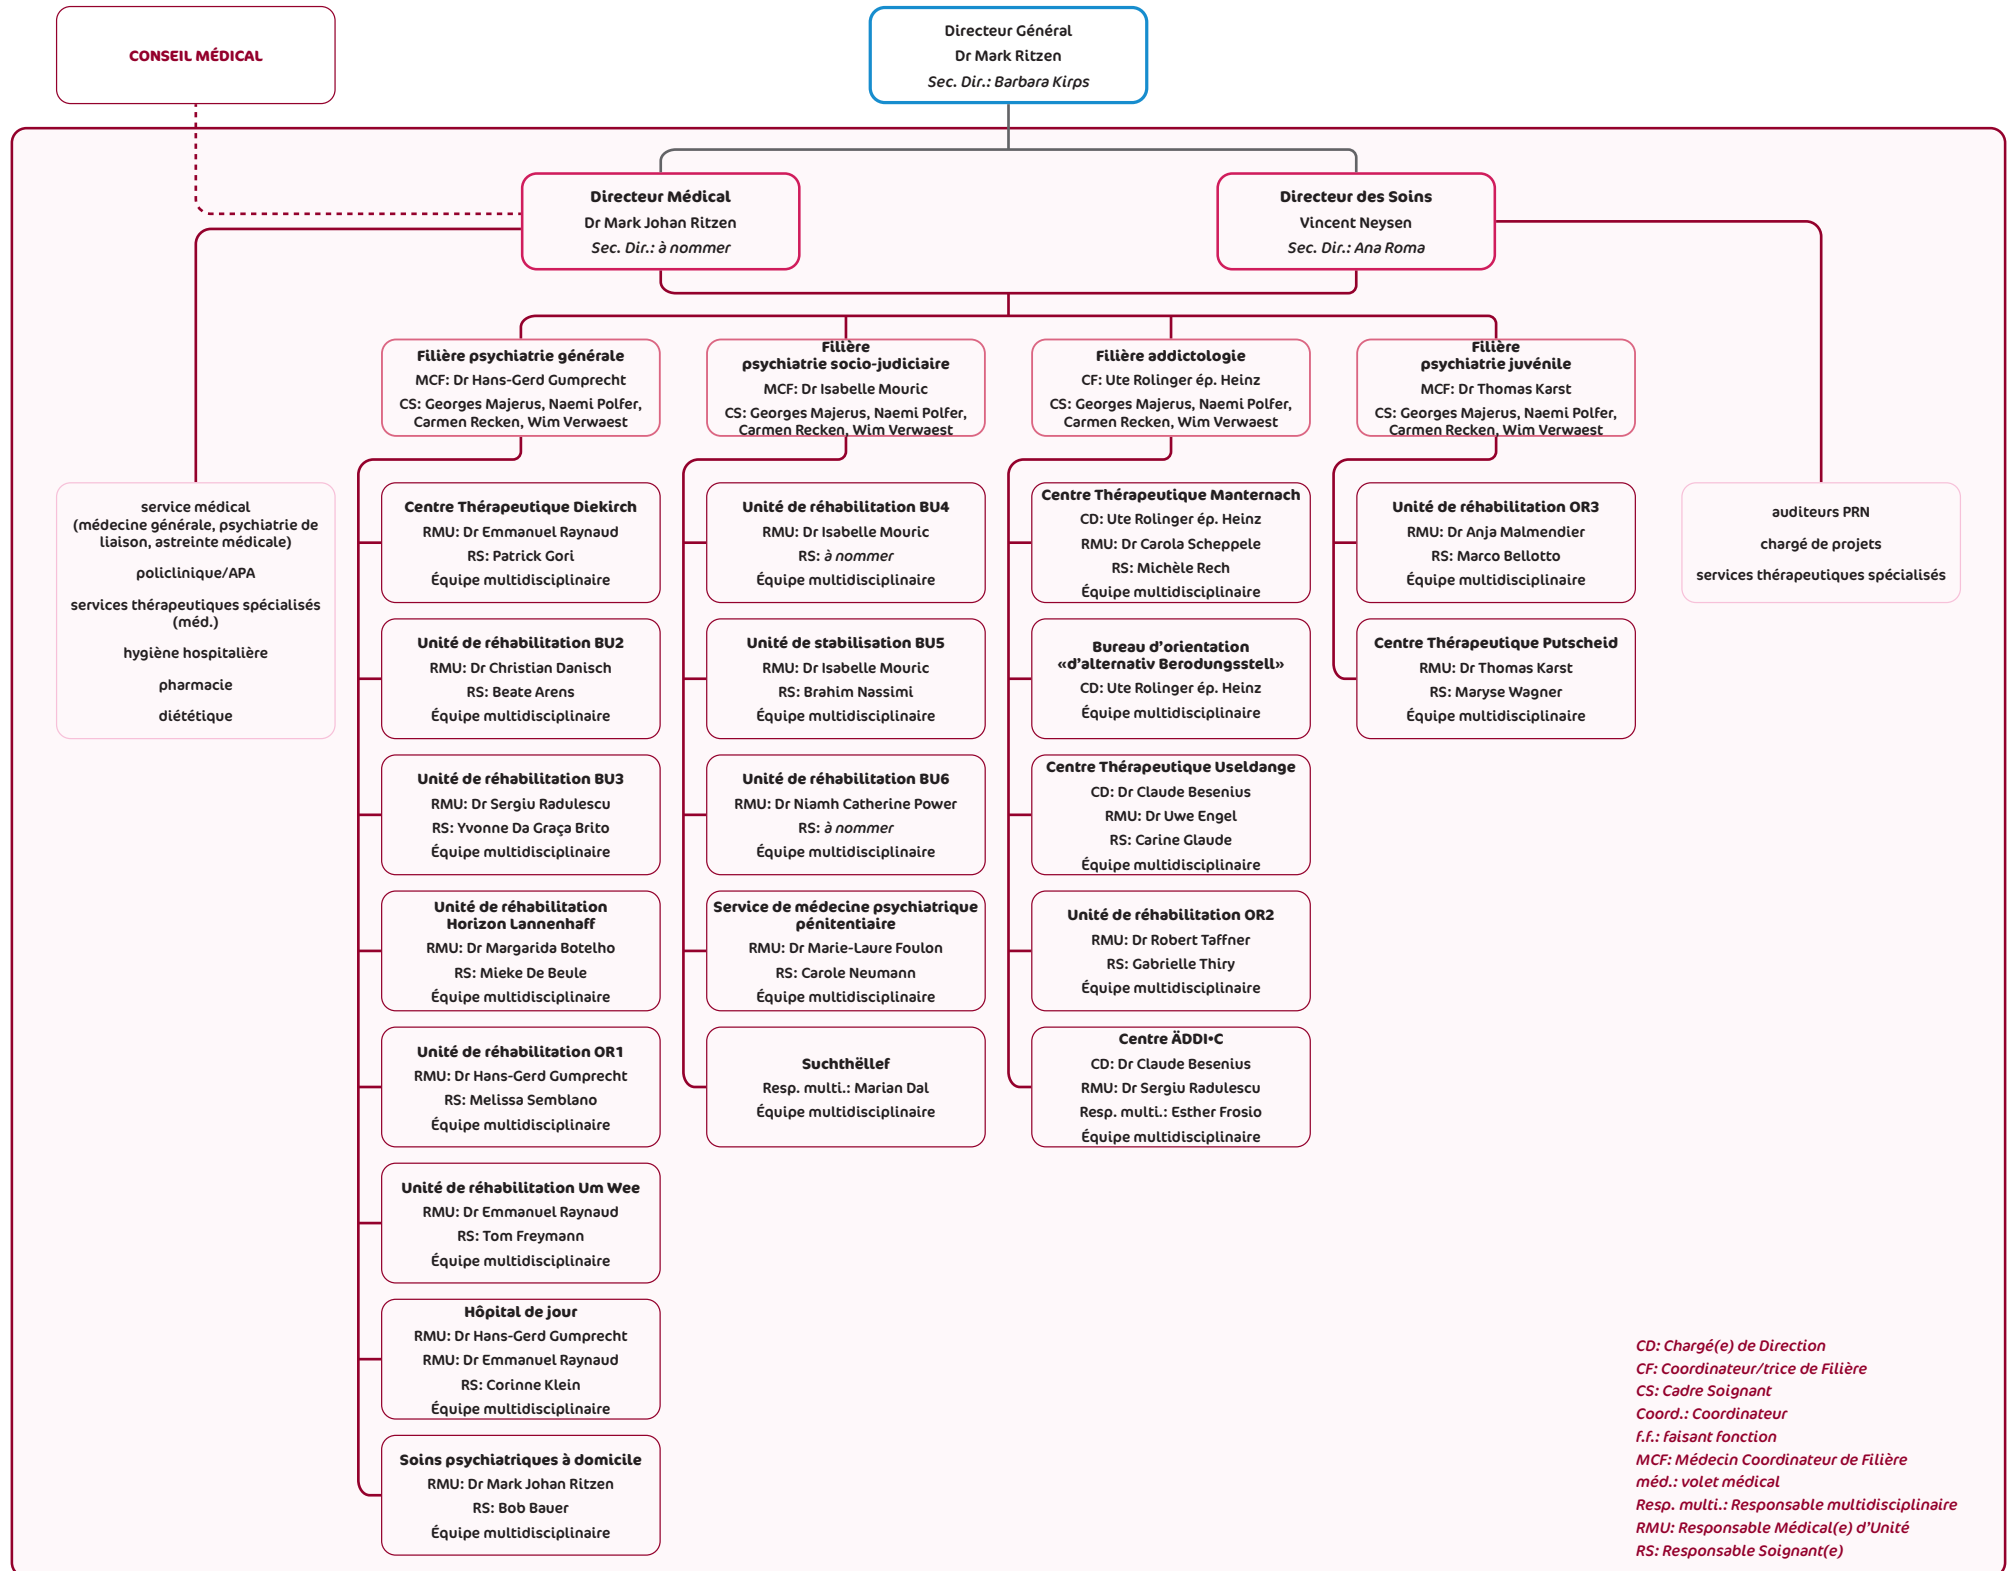 CONSEIL MÉDICAL
Directeur Général
Dr Mark Ritzen
Sec. Dir.: Barbara Kirps
Directeur Médical
Dr Mark Johan Ritzen
Sec. Dir.: à nommer
Directeur des Soins
Vincent Neysen
Sec. Dir.: Ana Roma
Filière psychiatrie générale
MCF: Dr Hans-Gerd Gumprecht
CS: Georges Majerus, Naemi Polfer,
Carmen Recken, Wim Verwaest
Filière
psychiatrie socio-judiciaire
MCF: Dr Isabelle Mouric
CS: Georges Majerus, Naemi Polfer,
Carmen Recken, Wim Verwaest
Filière addictologie
CF: Ute Rolinger ép. Heinz
CS: Georges Majerus, Naemi Polfer,
Carmen Recken, Wim Verwaest
Filière
psychiatrie juvénile
MCF: Dr Thomas Karst
CS: Georges Majerus, Naemi Polfer,
Carmen Recken, Wim Verwaest
service médical
(médecine générale, psychiatrie de
liaison, astreinte médicale)
policlinique/APA
services thérapeutiques spécialisés
(méd.)
hygiène hospitalière
pharmacie
diététique
Centre Thérapeutique Diekirch
RMU: Dr Emmanuel Raynaud
RS: Patrick Gori
Équipe multidisciplinaire
Unité de réhabilitation BU2
RMU: Dr Christian Danisch
RS: Beate Arens
Équipe multidisciplinaire
Unité de réhabilitation BU3
RMU: Dr Sergiu Radulescu
RS: Yvonne Da Graça Brito
Équipe multidisciplinaire
Unité de réhabilitation
Horizon Lannenhaff
RMU: Dr Margarida Botelho
RS: Mieke De Beule
Équipe multidisciplinaire
Unité de réhabilitation OR1
RMU: Dr Hans-Gerd Gumprecht
RS: Melissa Semblano
Équipe multidisciplinaire
Unité de réhabilitation Um Wee
RMU: Dr Emmanuel Raynaud
RS: Tom Freymann
Équipe multidisciplinaire
Hôpital de jour
RMU: Dr Hans-Gerd Gumprecht
RMU: Dr Emmanuel Raynaud
RS: Corinne Klein
Équipe multidisciplinaire
Soins psychiatriques à domicile
RMU: Dr Mark Johan Ritzen
RS: Bob Bauer
Équipe multidisciplinaire
Unité de réhabilitation BU4
RMU: Dr Isabelle Mouric
RS: à nommer
Équipe multidisciplinaire
Unité de stabilisation BU5
RMU: Dr Isabelle Mouric
RS: Brahim Nassimi
Équipe multidisciplinaire
Unité de réhabilitation BU6
RMU: Dr Niamh Catherine Power
RS: à nommer
Équipe multidisciplinaire
Service de médecine psychiatrique
pénitentiaire
RMU: Dr Marie-Laure Foulon
RS: Carole Neumann
Équipe multidisciplinaire
Suchthëllef
Resp. multi.: Marian Dal
Équipe multidisciplinaire
Centre Thérapeutique Manternach
CD: Ute Rolinger ép. Heinz
RMU: Dr Carola Scheppele
RS: Michèle Rech
Équipe multidisciplinaire
Bureau d'orientation
«d'alternativ Berodungsstell»
CD: Ute Rolinger ép. Heinz
Équipe multidisciplinaire
Centre Thérapeutique Useldange
CD: Dr Claude Besenius
RMU: Dr Uwe Engel
RS: Carine Glaude
Équipe multidisciplinaire
Unité de réhabilitation OR2
RMU: Dr Robert Taffner
RS: Gabrielle Thiry
Équipe multidisciplinaire
Centre ÄDDI•C
CD: Dr Claude Besenius
RMU: Dr Sergiu Radulescu
Resp. multi.: Esther Frosio
Équipe multidisciplinaire
Unité de réhabilitation OR3
RMU: Dr Anja Malmendier
RS: Marco Bellotto
Équipe multidisciplinaire
Centre Thérapeutique Putscheid
RMU: Dr Thomas Karst
RS: Maryse Wagner
Équipe multidisciplinaire
auditeurs PRN
chargé de projets
services thérapeutiques spécialisés
CD: Chargé(e) de Direction
CF: Coordinateur/trice de Filière
CS: Cadre Soignant
Coord.: Coordinateur
f.f.: faisant fonction
MCF: Médecin Coordinateur de Filière
méd.: volet médical
Resp. multi.: Responsable multidisciplinaire
RMU: Responsable Médical(e) d'Unité
RS: Responsable Soignant(e)